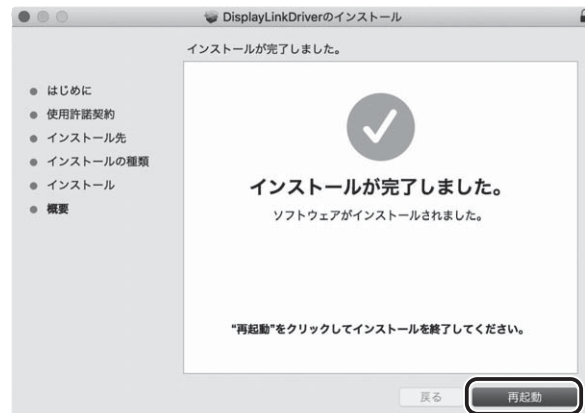 DisplayLinkDriverのインストール
インストールが完了しました。
はじめに
使用許諾契約
インストール先
インストールの種類
インストール
概要
インストールが完了しました。
ソフトウェアがインストールされました。
“再起動”をクリックしてインストールを終了してください。
戻る
再起動